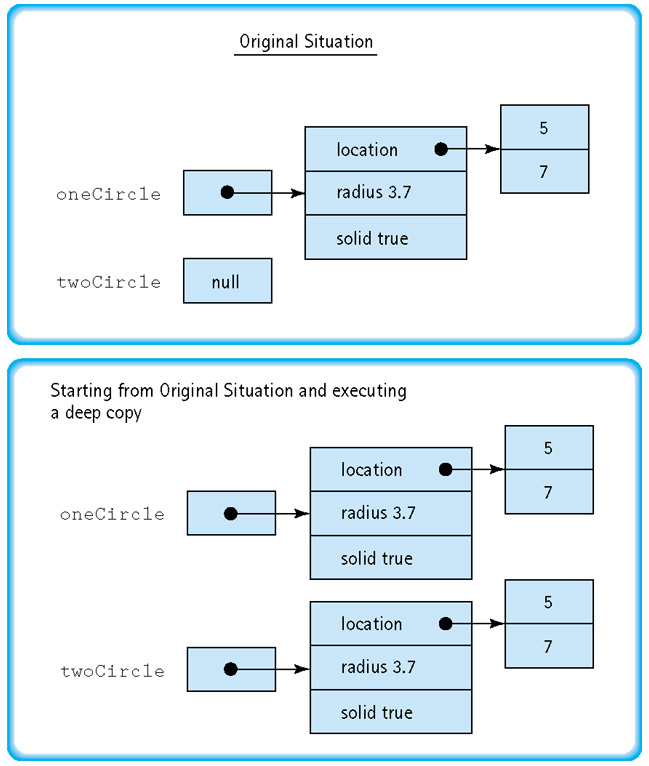 Original Situation
5
location
7
oneCircle
radius 3.7
solid true
twoCircle
null
Starting from Original Situation and executing
a deep copy
5
location
7
oneCircle
radius 3.7
solid true
5
location
7
twoCircle
radius 3.7
solid true